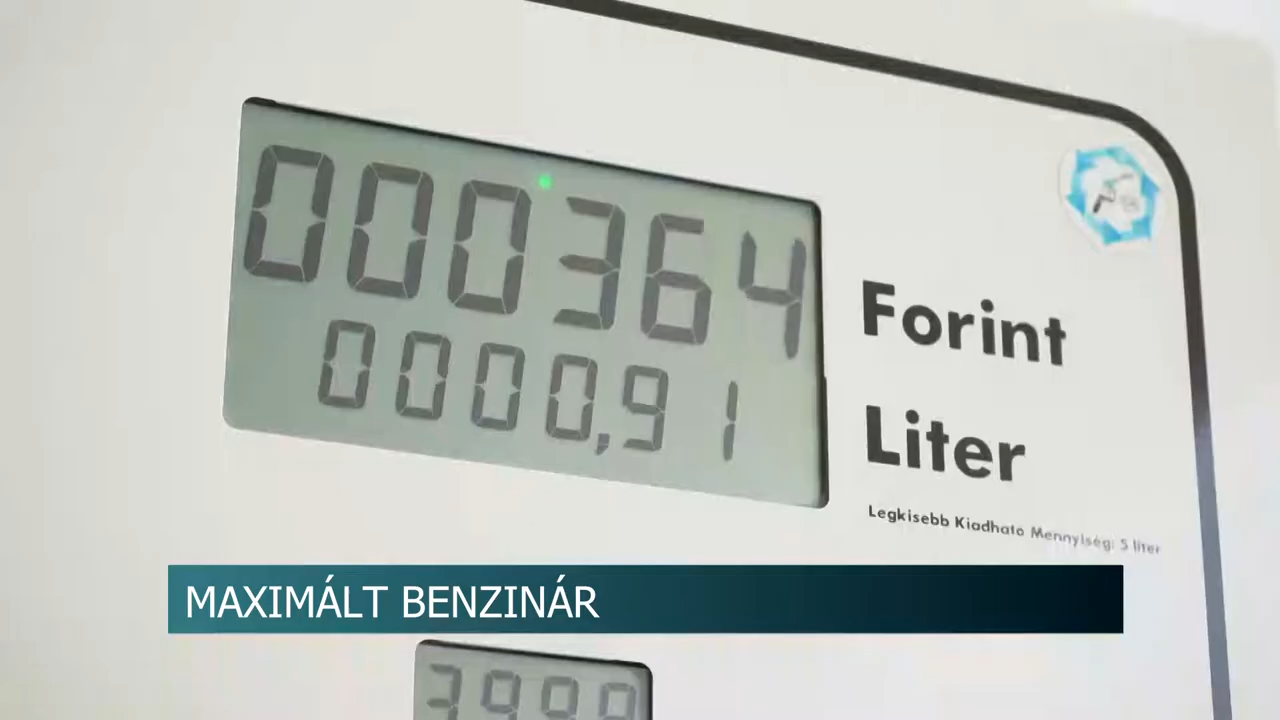 000364
Forint
0000,91
Liter
Legkisebb Kiadható Mennyiség: 5 liter
MAXIMÁLT BENZINÁR